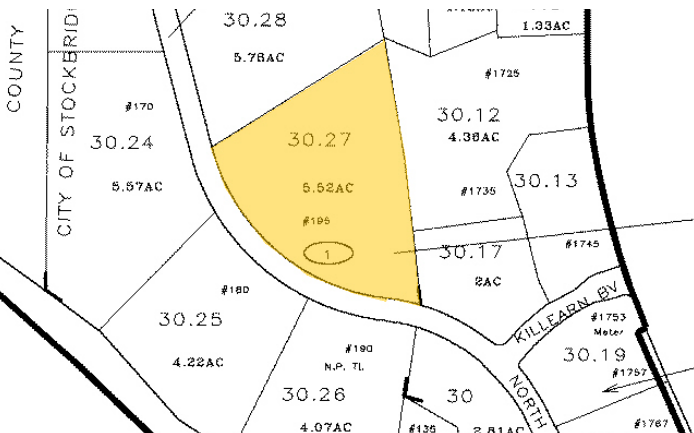 30.28
5.76AC
1.33AC
COUNTY
CITY OF STOCKBRID
#170
30.24
5.57AC
30.27
5.52AC
#195
1
#1725
30.12
4.36AC
#1735
30.13
30.17
2AC
#1745
#180
30.25
4.22AC
#190
N.P. TL.
30.26
4.07AC
KILLEARN BV
#1753
Meter
30.19
#1757
NORTH
30
2.81AC
#135
#1767